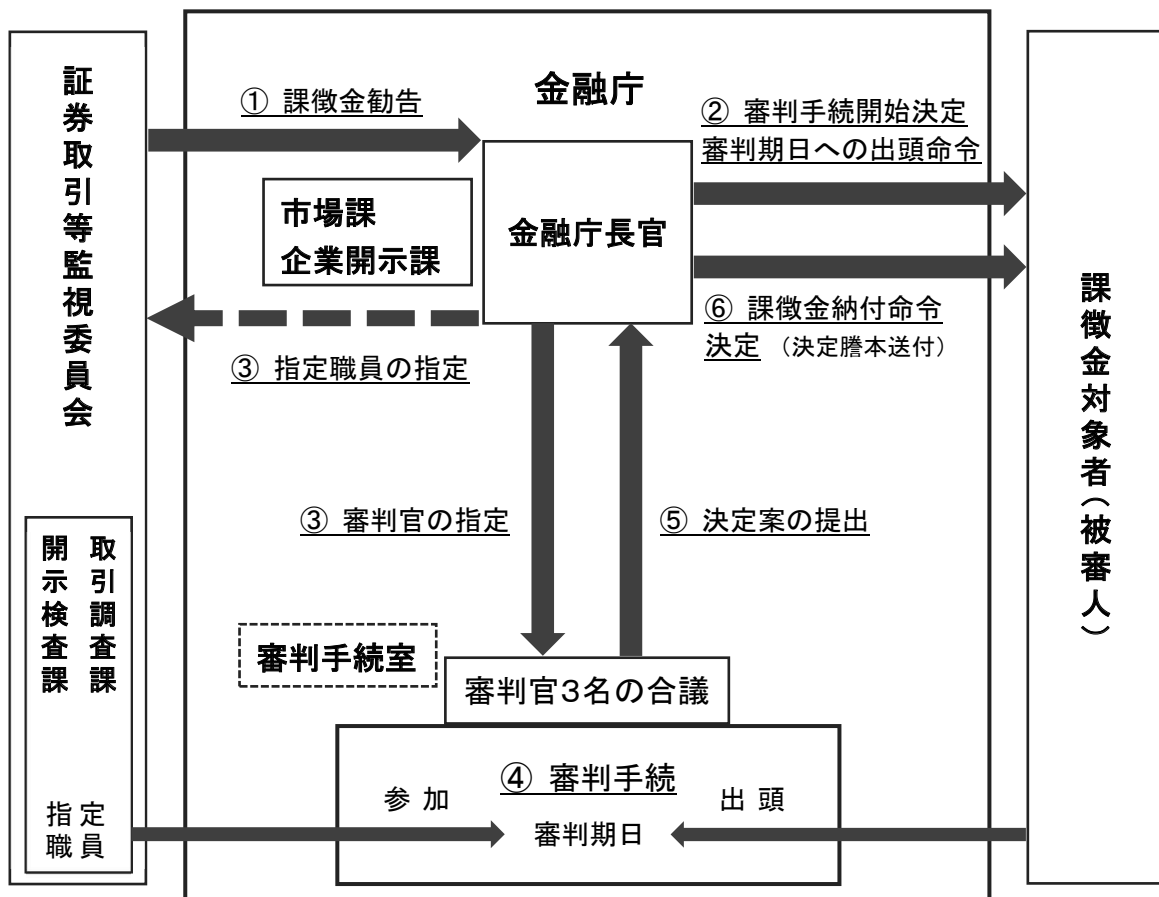 証券取引等監視委員会
開示検査課
取引調査課
指定
職員
金融庁
① 課徴金勧告
市場課
企業開示課
金融庁長官
② 審判手続開始決定
審判期日への出頭命令
③ 指定職員の指定
⑥ 課徴金納付命令
決定（決定謄本送付）
③ 審判官の指定
⑤ 決定案の提出
審判手続室
審判官3名の合議
④ 審判手続
参加
出頭
審判期日
課徴金対象者（被審人）